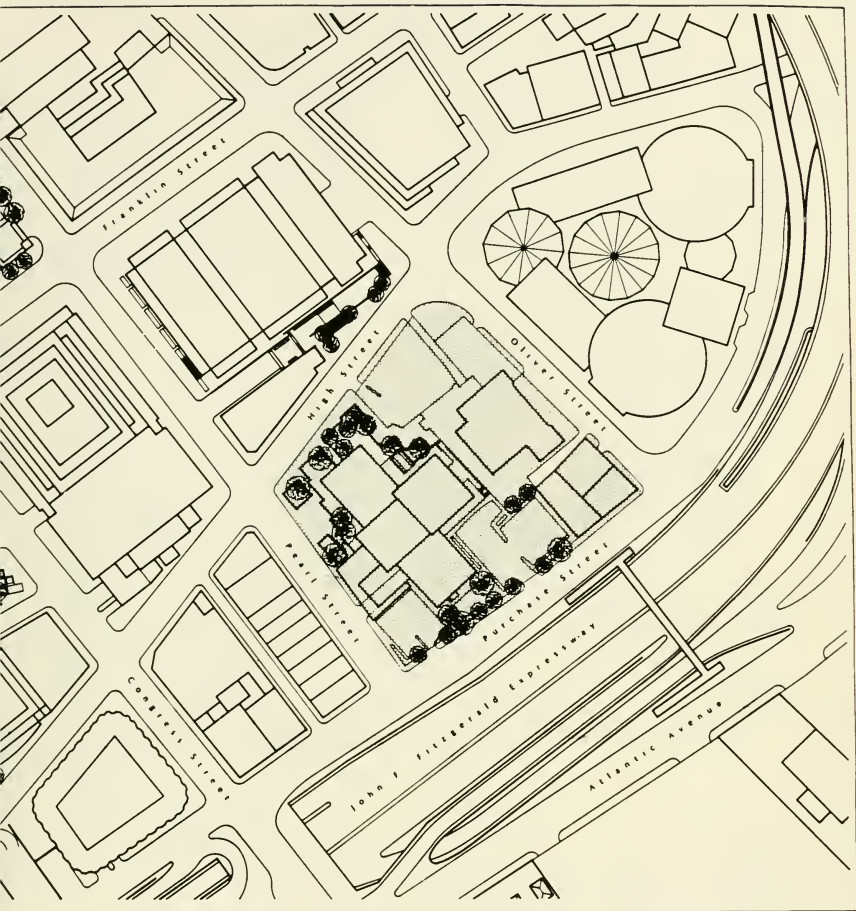 Franklin Street
High Street
Oliver Street
Pearl Street
Purchase Street
Congress Street
John F Fitzgerald Expressway
Atlantic Avenue